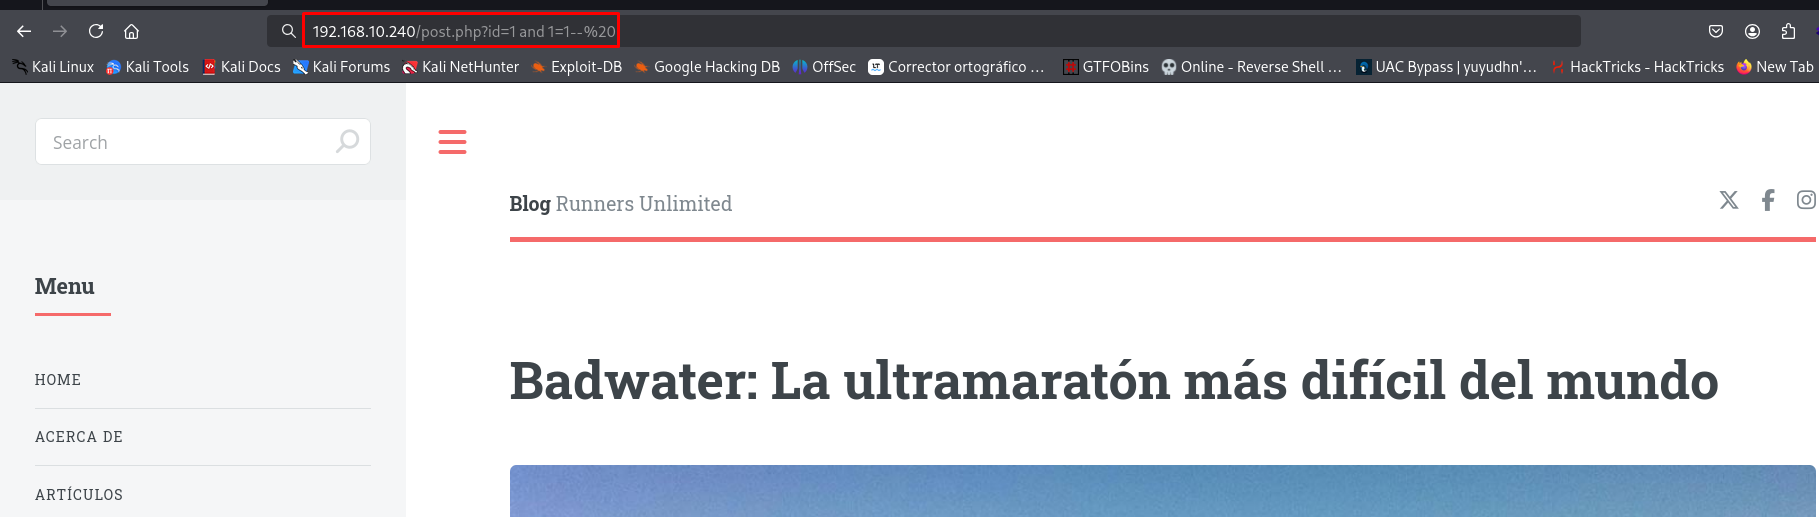 192.168.10.240/post.php?id=1 and 1=1--%20
Kali Linux Kali Tools Kali Docs Kali Forums Kali NetHunter Exploit-DB Google Hacking DB OffSec Corrector ortográfico ... GTFOBins Online - Reverse Shell ... UAC Bypass | yuyudhn'... HackTricks - HackTricks New Tab
Search
Blog Runners Unlimited
Menu
Badwater: La ultramaratón más difícil del mundo
HOME
ACERCA DE
ARTÍCULOS